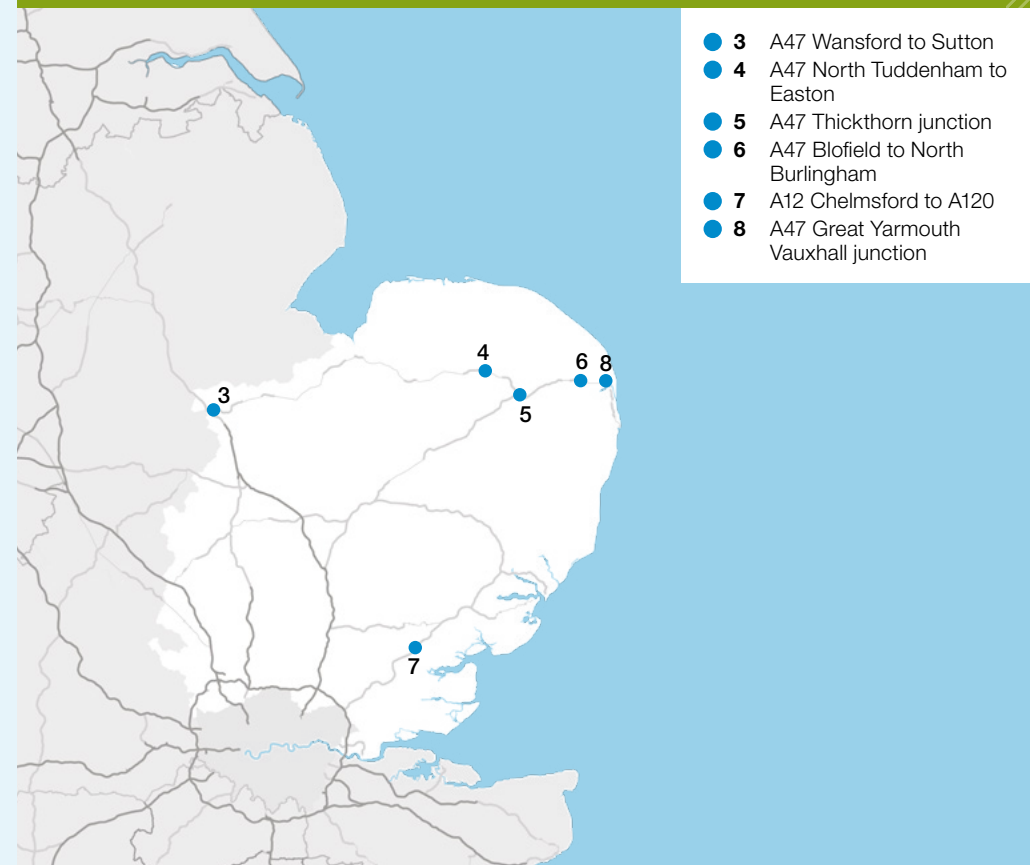 3 A47 Wansford to Sutton
4 A47 North Tuddenham to
Easton
5 A47 Thickthorn junction
6 A47 Blofield to North
Burlingham
7 A12 Chelmsford to A120
8 A47 Great Yarmouth
Vauxhall junction
4
6
8
3
5
7